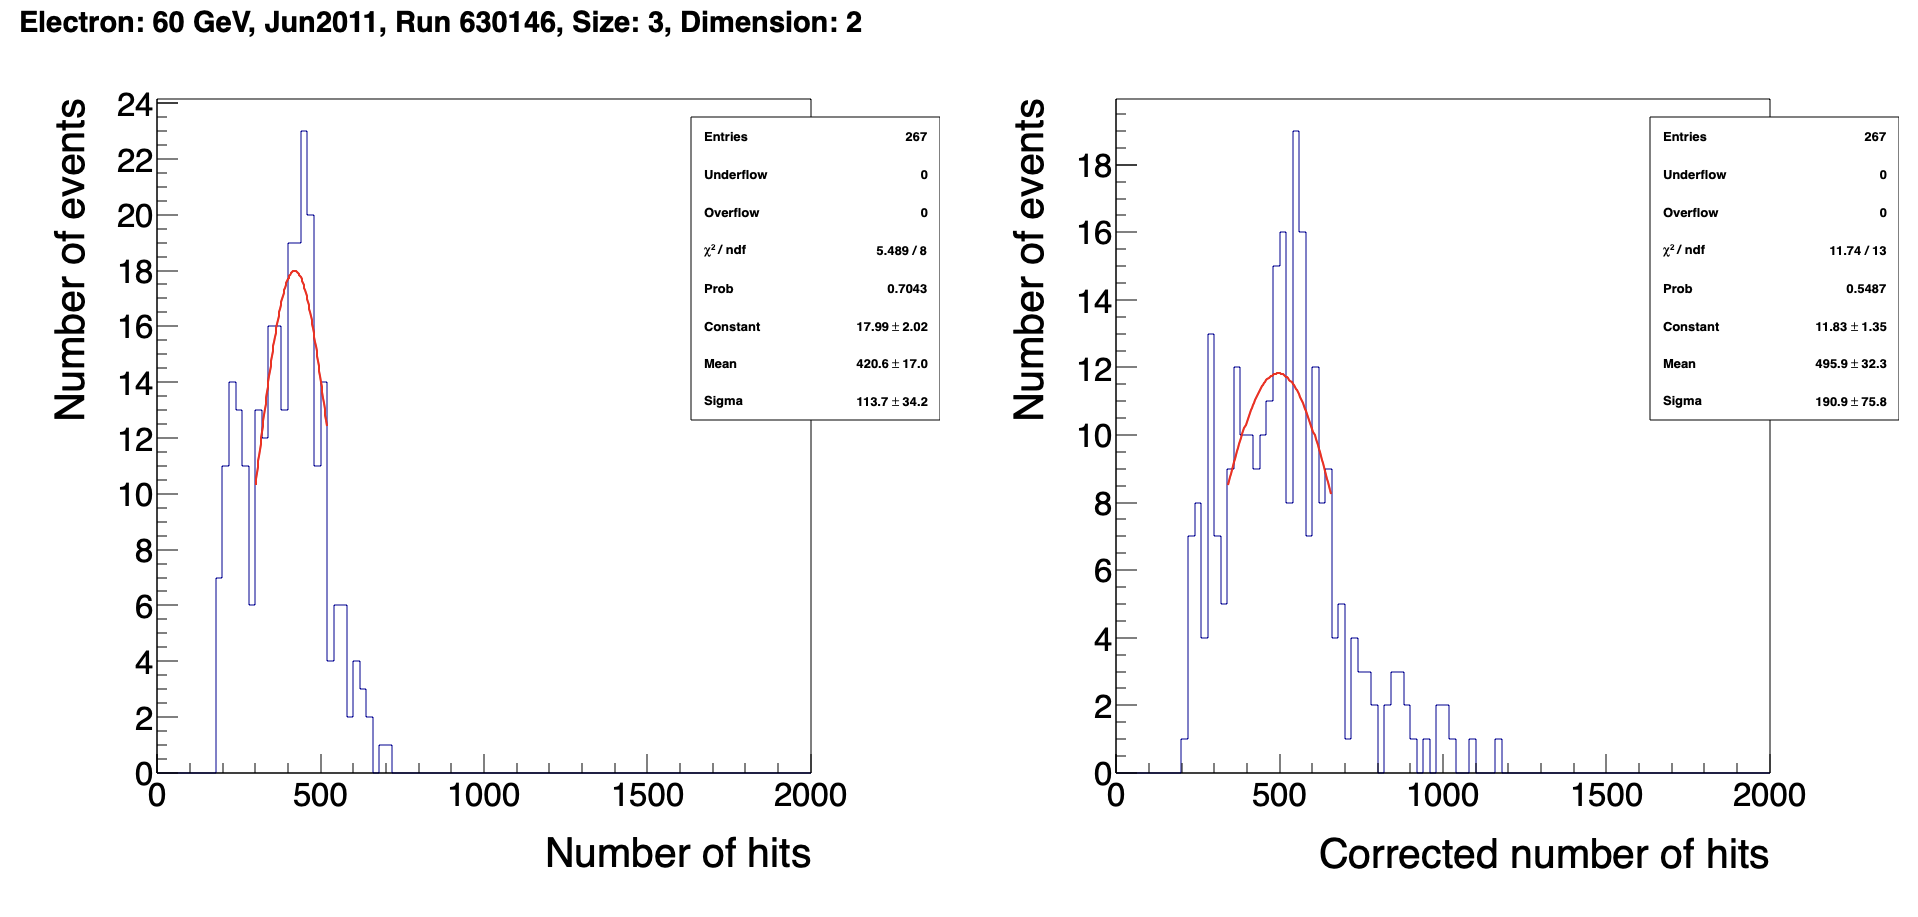 Electron: 60 GeV, Jun2011, Run 630146, Size: 3, Dimension: 2
Number of events
24
22
20
18
16
14
12
10
8
6
4
2
0
0 500 1000 1500 2000
Number of hits
Entries 267
Underflow 0
Overflow 0
χ² / ndf 5.489 / 8
Prob 0.7043
Constant 17.99 ± 2.02
Mean 420.6 ± 17.0
Sigma 113.7 ± 34.2
Number of events
18
16
14
12
10
8
6
4
2
0
0 500 1000 1500 2000
Corrected number of hits
Entries 267
Underflow 0
Overflow 0
χ² / ndf 11.74 / 13
Prob 0.5487
Constant 11.83 ± 1.35
Mean 495.9 ± 32.3
Sigma 190.9 ± 75.8